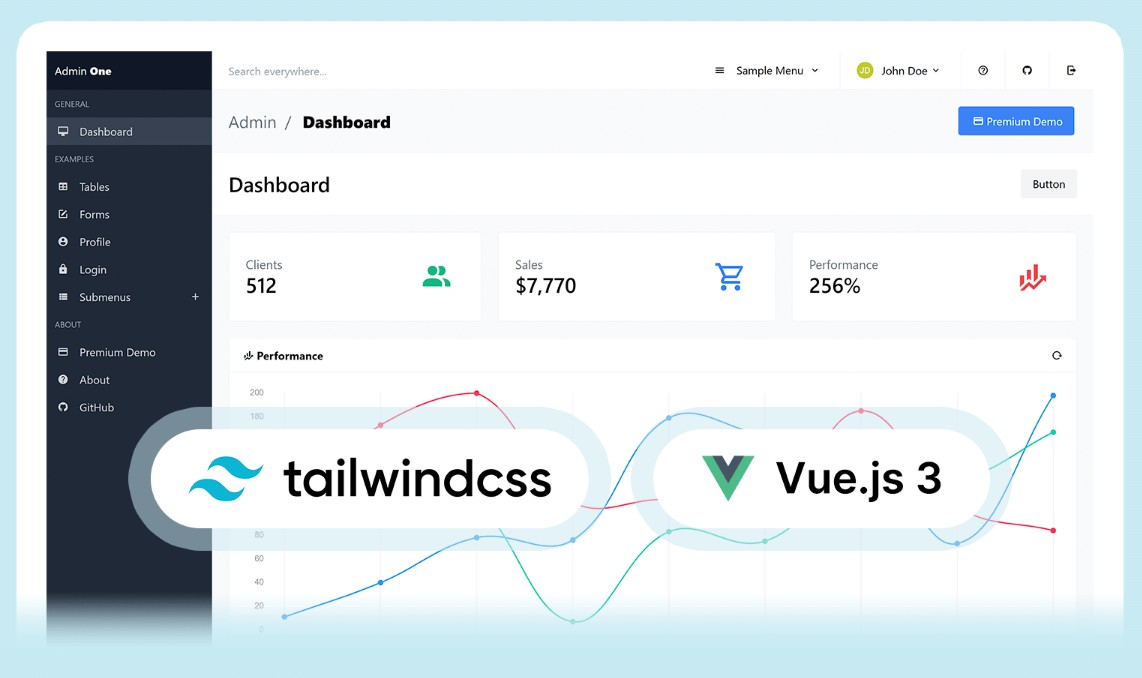 Admin One
Search everywhere...
Sample Menu
JD John Doe
GENERAL
Dashboard
EXAMPLES
Tables
Forms
Profile
Login
Submenus +
ABOUT
Premium Demo
About
GitHub
Admin / Dashboard
Premium Demo
Dashboard
Button
Clients
512
Sales
$7,770
Performance
256%
Performance
200
180
80
60
40
20
0
tailwindcss
Vue.js 3